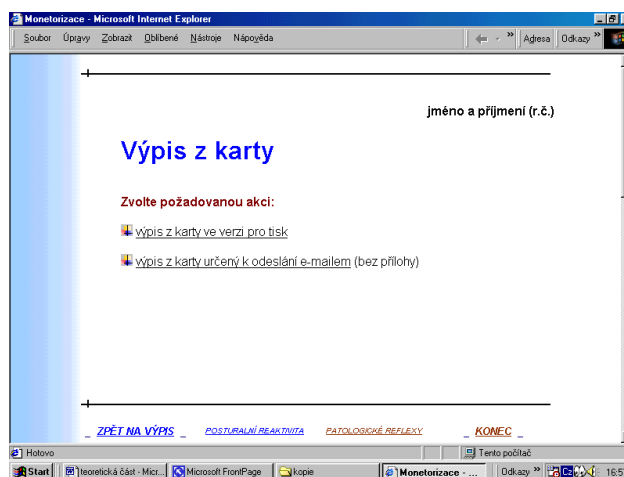 Monetorizace - Microsoft Internet Explorer
Soubor Úpravy Zobrazit Oblíbené Nástroje Nápověda » Adresa Odkazy »
jméno a příjmení (r.č.)
Výpis z karty
Zvolte požadovanou akci:
výpis z karty ve verzi pro tisk
výpis z karty určený k odeslání e-mailem (bez přílohy)
_ ZPĚT NA VÝPIS _ POSTURALNÍ REAKTIVITA PATOLOGICKÉ REFLEXY _ KONEC _
Hotovo Tento počítač
Start teoretická část - Micr... Microsoft FrontPage kopie Monetorizace - ... Odkazy » Cz 16:5